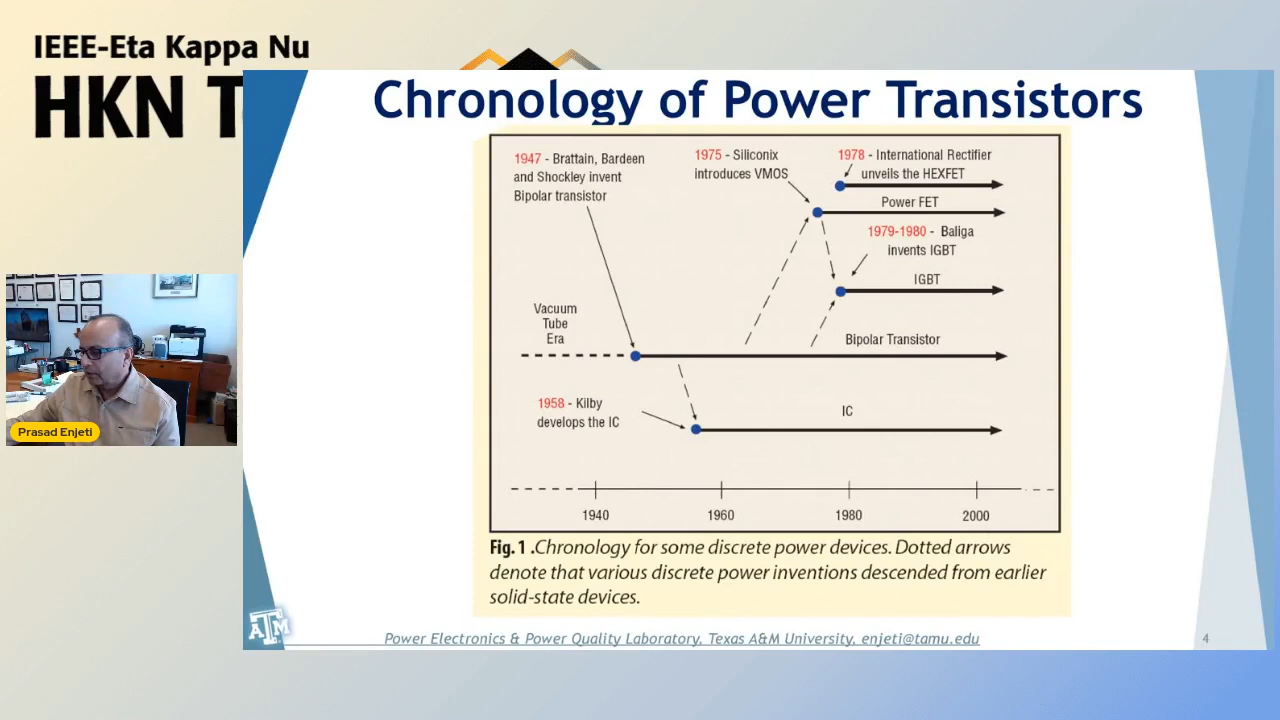 IEEE-Eta Kappa Nu
HKN T
Chronology of Power Transistors
1947 - Brattain, Bardeen
and Shockley invent
Bipolar transistor
1975 - Siliconix
introduces VMOS
1978 - International Rectifier
unveils the HEXFET
Power FET
1979-1980 - Baliga
invents IGBT
IGBT
Vacuum
Tube
Era
Bipolar Transistor
1958 - Kilby
develops the IC
IC
1940
1960
1980
2000
Fig. 1 .Chronology for some discrete power devices. Dotted arrows
denote that various discrete power inventions descended from earlier
solid-state devices.
Prasad Enjeti
A T M
Power Electronics & Power Quality Laboratory, Texas A&M University, enjeti@tamu.edu
4